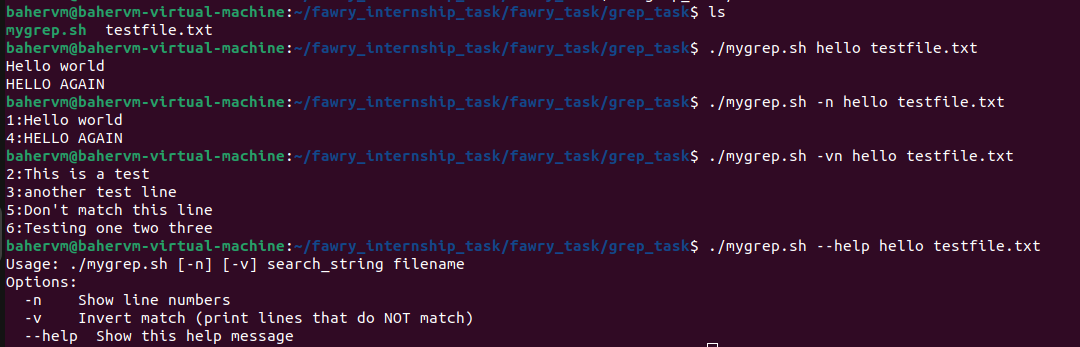 bahervm@bahervm-virtual-machine:~/fawry_internship_task/fawry_task/grep_task$ ls
mygrep.sh  testfile.txt
bahervm@bahervm-virtual-machine:~/fawry_internship_task/fawry_task/grep_task$ ./mygrep.sh hello testfile.txt
Hello world
HELLO AGAIN
bahervm@bahervm-virtual-machine:~/fawry_internship_task/fawry_task/grep_task$ ./mygrep.sh -n hello testfile.txt
1:Hello world
4:HELLO AGAIN
bahervm@bahervm-virtual-machine:~/fawry_internship_task/fawry_task/grep_task$ ./mygrep.sh -vn hello testfile.txt
2:This is a test
3:another test line
5:Don't match this line
6:Testing one two three
bahervm@bahervm-virtual-machine:~/fawry_internship_task/fawry_task/grep_task$ ./mygrep.sh --help hello testfile.txt
Usage: ./mygrep.sh [-n] [-v] search_string filename
Options:
  -n    Show line numbers
  -v    Invert match (print lines that do NOT match)
  --help  Show this help message